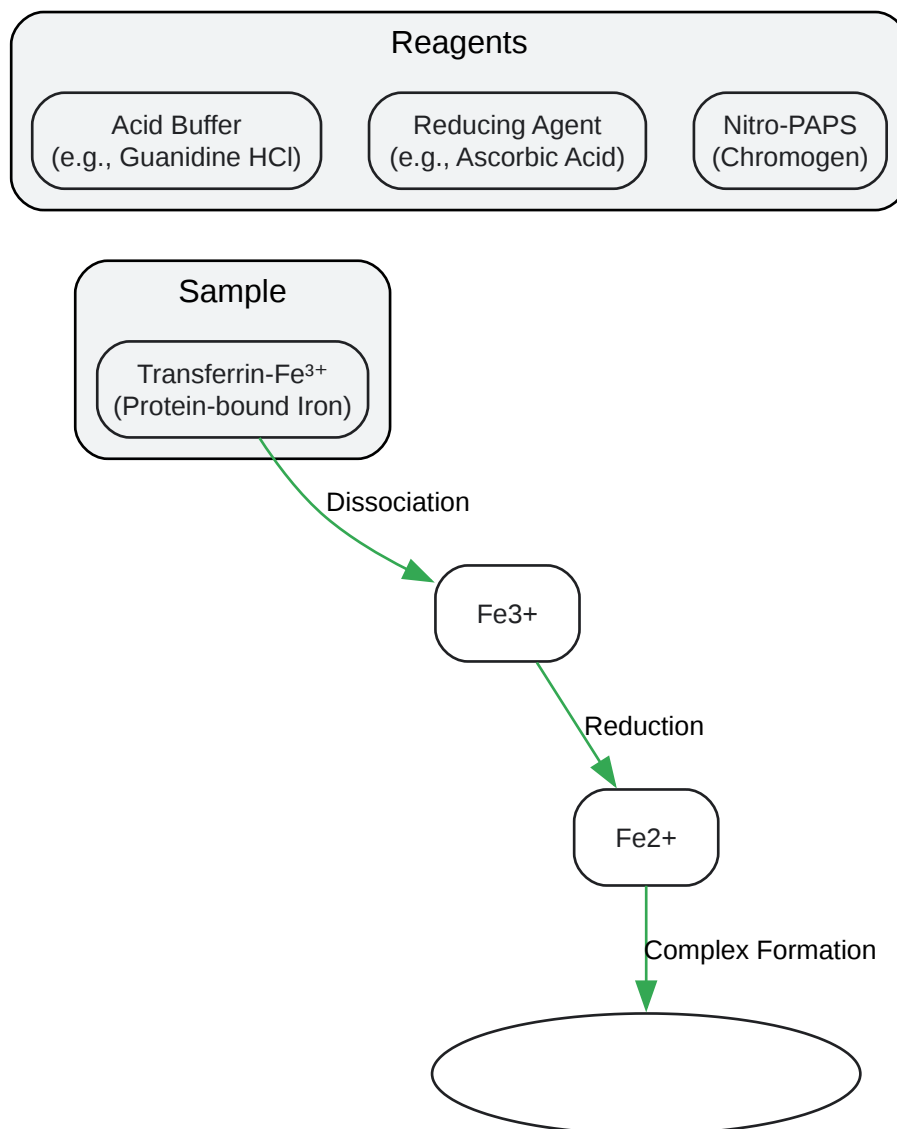 Reagents
Acid Buffer
(e.g., Guanidine HCl)
Reducing Agent
(e.g., Ascorbic Acid)
Nitro-PAPS
(Chromogen)
Sample
Transferrin-Fe³⁺
(Protein-bound Iron)
Dissociation
Fe3+
Reduction
Fe2+
Complex Formation